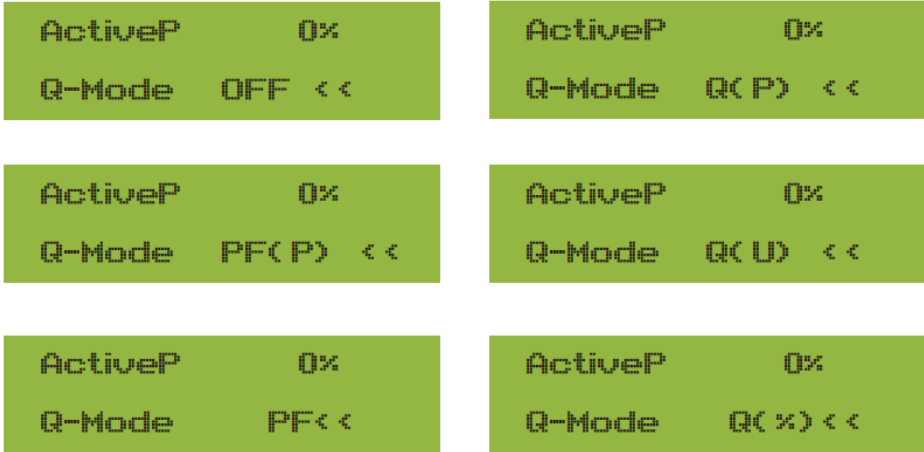 ActiveP 0%
Q-Mode OFF <<
ActiveP 0%
Q-Mode Q(P) <<
ActiveP 0%
Q-Mode PF(P) <<
ActiveP 0%
Q-Mode Q(U) <<
ActiveP 0%
Q-Mode PF<<
ActiveP 0%
Q-Mode Q(%)<<